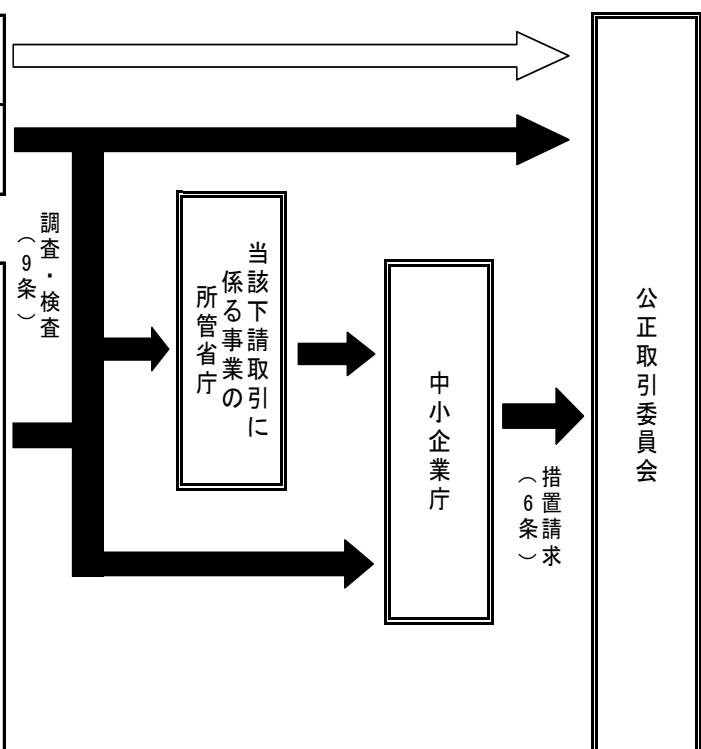 調査・検査
（9条）
当該下請取引に
係る事業の
所管省庁
中小企業庁
措置請求
（6条）
公正取引委員会